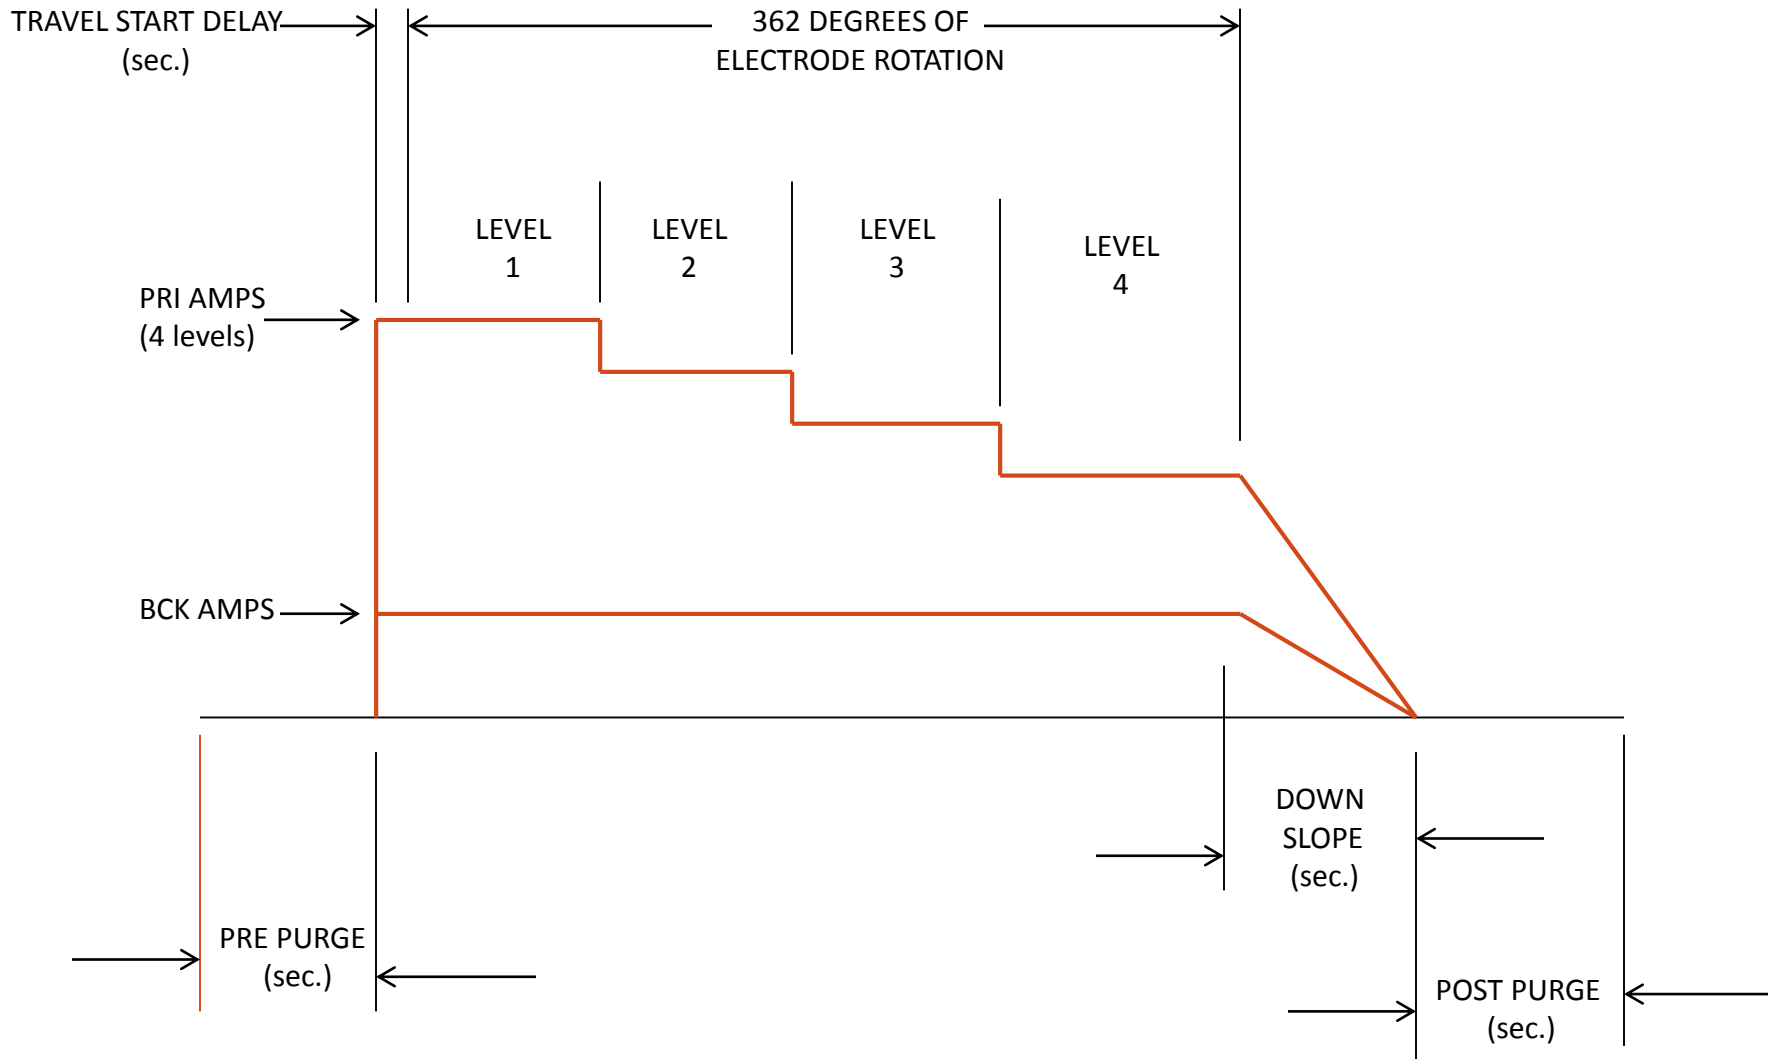 TRAVEL START DELAY
(sec.)
362 DEGREES OF
ELECTRODE ROTATION
LEVEL
1
LEVEL
2
LEVEL
3
LEVEL
4
PRI AMPS
(4 levels)
BCK AMPS
DOWN
SLOPE
(sec.)
PRE PURGE
(sec.)
POST PURGE
(sec.)